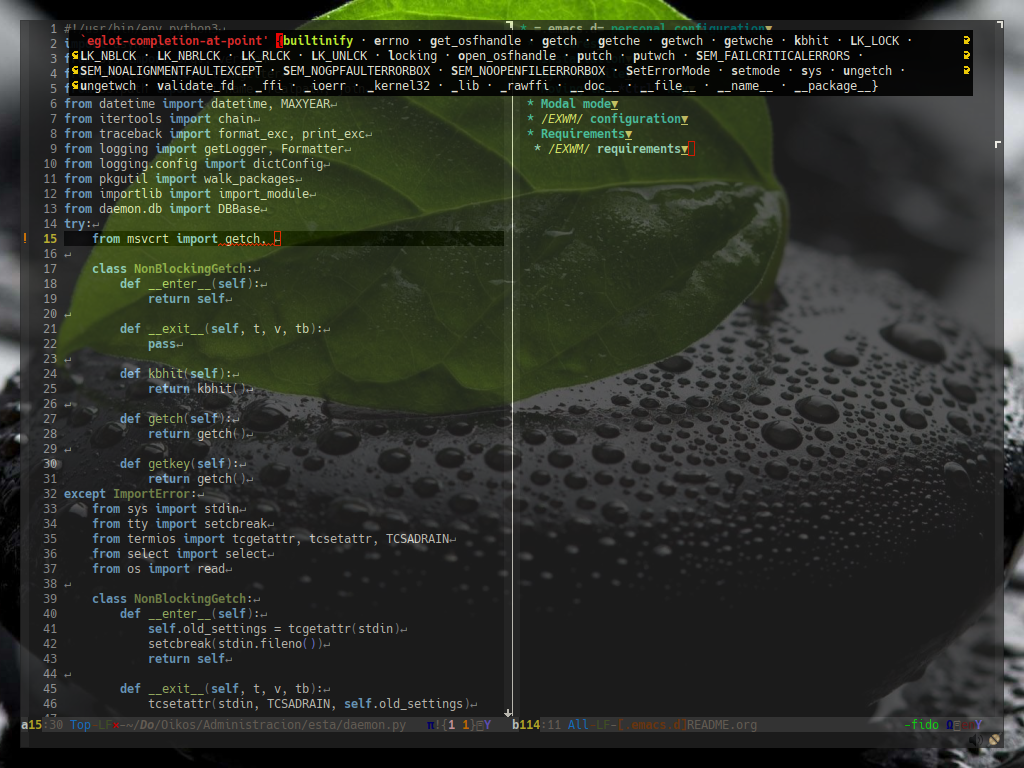 1 #!/usr/bin/env python3↵
* = emacs.d= personal configuration▼
2
`eglot-completion-at-point' {builtinify · errno · get_osfhandle · getch · getche · getwch · getwche · kbhit · LK_LOCK ·
LK_NBLCK · LK_NBRLCK · LK_RLCK · LK_UNLCK · locking · open_osfhandle · putch · putwch · SEM_FAILCRITICALERRORS ·
SEM_NOALIGNMENTFAULTEXCEPT · SEM_NOGPFAULTERRORBOX · SEM_NOOPENFILEERRORBOX · SetErrorMode · setmode · sys · ungetch ·
ungetwch · validate_fd · _ffi · _ioerr · _kernel32 · _lib · _rawffi · __doc__ · __file__ · __name__ · __package__}
3
4
5
6 from datetime import datetime, MAXYEAR↵
7 from itertools import chain↵
8 from traceback import format_exc, print_exc↵
9 from logging import getLogger, Formatter↵
10 from logging.config import dictConfig↵
11 from pkgutil import walk_packages↵
12 from importlib import import_module↵
13 from daemon.db import DBBase↵
14 try:↵
! 15     from msvcrt import getch, ↵
16 ↵
17     class NonBlockingGetch:↵
18         def __enter__(self):↵
19             return self↵
20 ↵
21         def __exit__(self, t, v, tb):↵
22             pass↵
23 ↵
24         def kbhit(self):↵
25             return kbhit()↵
26 ↵
27         def getch(self):↵
28             return getch()↵
29 ↵
30         def getkey(self):↵
31             return getch()↵
32 except ImportError:↵
33     from sys import stdin↵
34     from tty import setcbreak↵
35     from termios import tcgetattr, tcsetattr, TCSADRAIN↵
36     from select import select↵
37     from os import read↵
38 ↵
39     class NonBlockingGetch:↵
40         def __enter__(self):↵
41             self.old_settings = tcgetattr(stdin)↵
42             setcbreak(stdin.fileno())↵
43             return self↵
44 ↵
45         def __exit__(self, t, v, tb):↵
46             tcsetattr(stdin, TCSADRAIN, self.old_settings)↵
* Modal mode▼
* /EXWM/ configuration▼
* Requirements▼
* /EXWM/ requirements▼
a15:30 Top-LF×-~/Do/Oikos/Administracion/esta/daemon.py π!{1 1}Y
b114:11 All-LF-[.emacs.d]README.org -fido